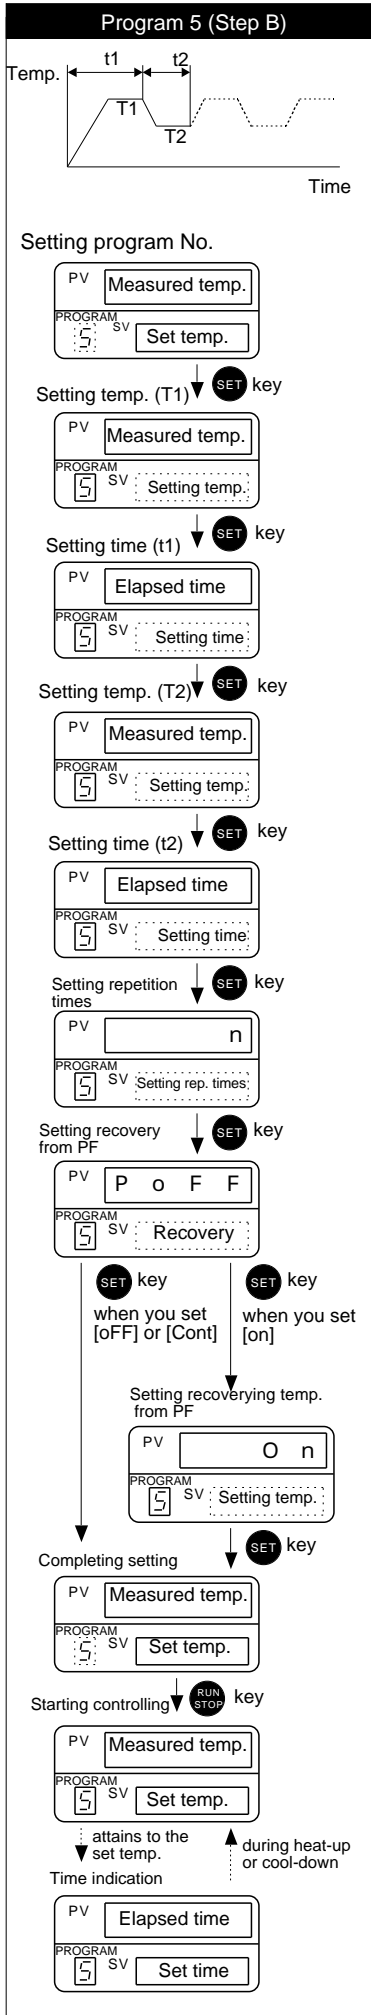 Program 5 (Step B)
t1 t2
Temp.
T1
T2
Time
Setting program No.
PV Measured temp.
PROGRAM
5 SV Set temp.
SET key
Setting temp. (T1)
PV Measured temp.
PROGRAM
5 SV Setting temp.
SET key
Setting time (t1)
PV Elapsed time
PROGRAM
5 SV Setting time
SET key
Setting temp. (T2)
PV Measured temp.
PROGRAM
5 SV Setting temp.
SET key
Setting time (t2)
PV Elapsed time
PROGRAM
5 SV Setting time
SET key
Setting repetition
times
PV n
PROGRAM
5 SV Setting rep. times
SET key
Setting recovery
from PF
PV P o F F
PROGRAM
5 SV Recovery
SET key
when you set
[oFF] or [Cont]
SET key
when you set
[on]
Setting recoverying temp.
from PF
PV O n
PROGRAM
5 SV Setting temp.
SET key
Completing setting
PV Measured temp.
PROGRAM
5 SV Set temp.
RUN
STOP key
Starting controlling
PV Measured temp.
PROGRAM
5 SV Set temp.
attains to the
set temp.
during heat-up
or cool-down
Time indication
PV Elapsed time
PROGRAM
5 SV Set time